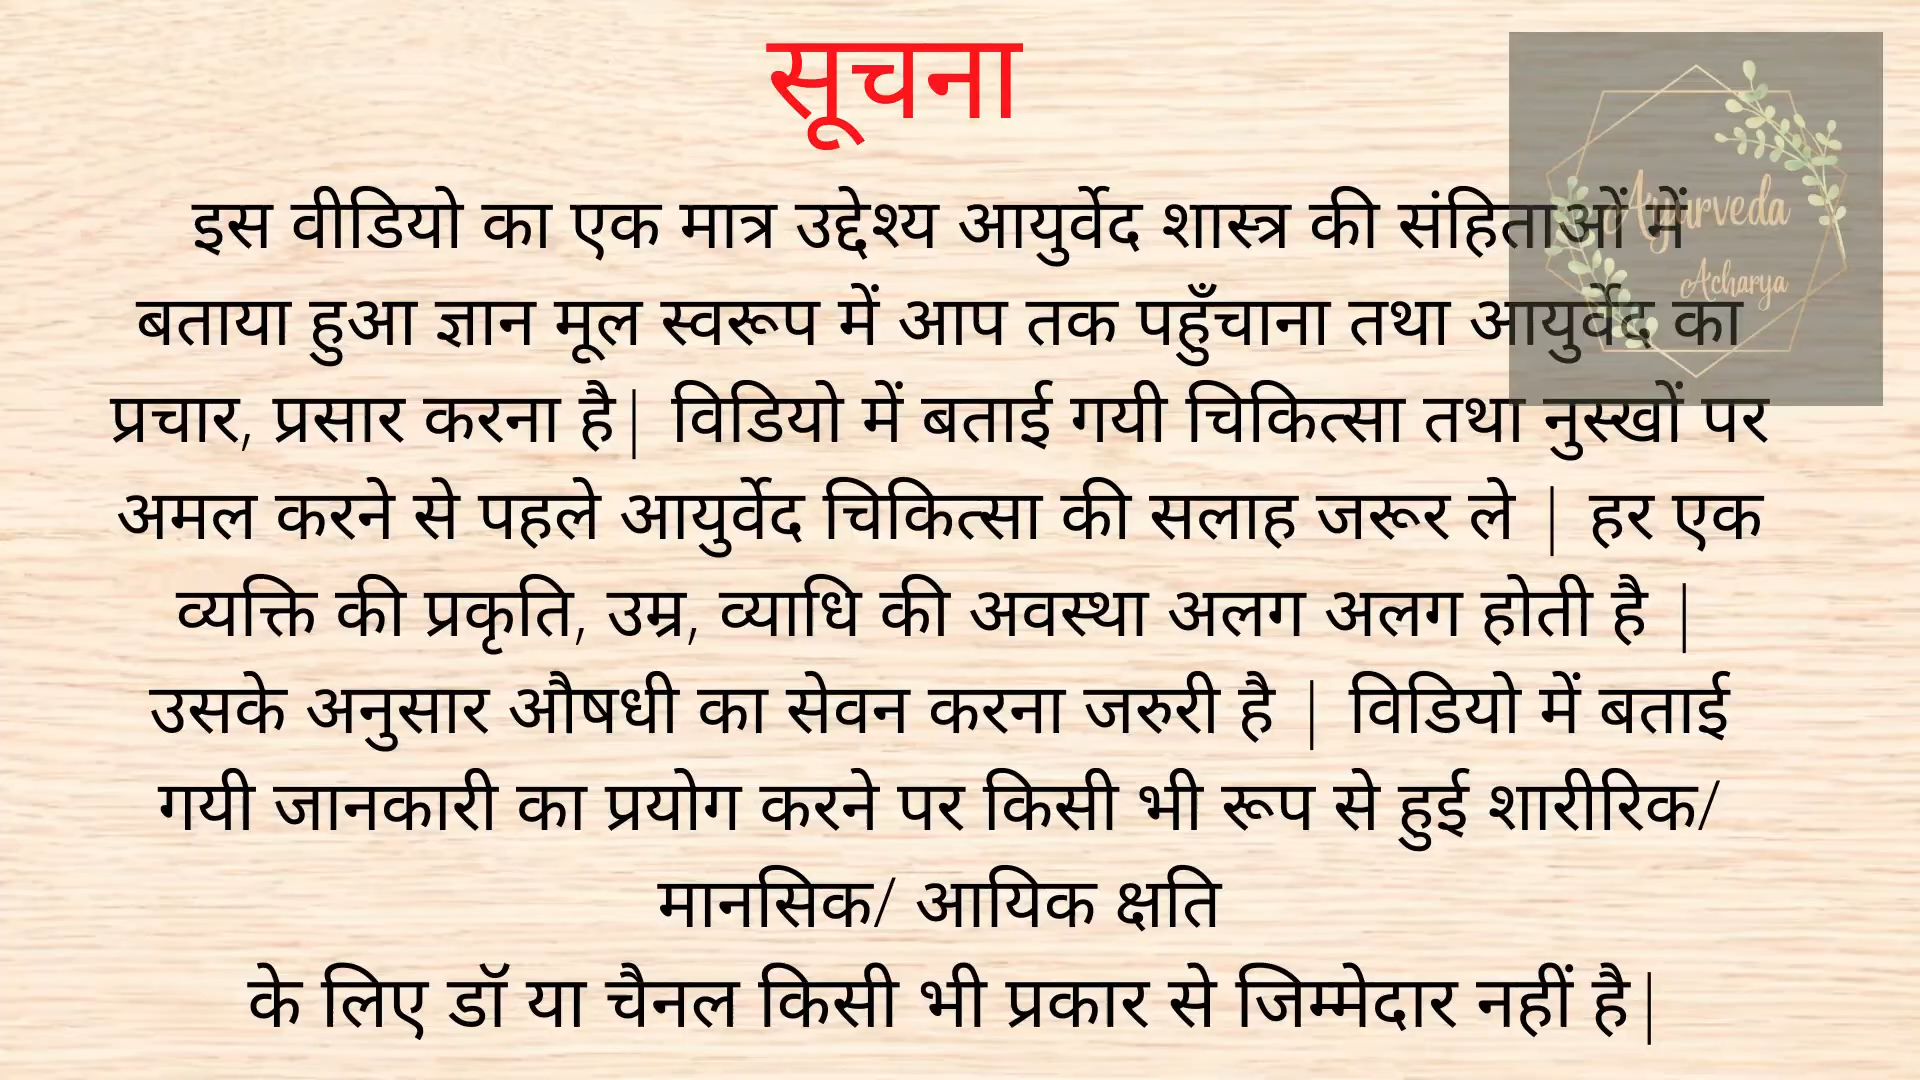 सूचना
इस वीडियो का एक मात्र उद्देश्य आयुर्वेद शास्त्र की संहिताओं में
बताया हुआ ज्ञान मूल स्वरूप में आप तक पहुँचाना तथा आयुर्वेद का
प्रचार, प्रसार करना है| विडियो में बताई गयी चिकित्सा तथा नुस्खों पर
अमल करने से पहले आयुर्वेद चिकित्सा की सलाह जरूर ले | हर एक
व्यक्ति की प्रकृति, उम्र, व्याधि की अवस्था अलग अलग होती है |
उसके अनुसार औषधी का सेवन करना जरुरी है | विडियो में बताई
गयी जानकारी का प्रयोग करने पर किसी भी रूप से हुई शारीरिक/
मानसिक/ आयिक क्षति
के लिए डॉ या चैनल किसी भी प्रकार से जिम्मेदार नहीं है|
Ayurveda
Acharya